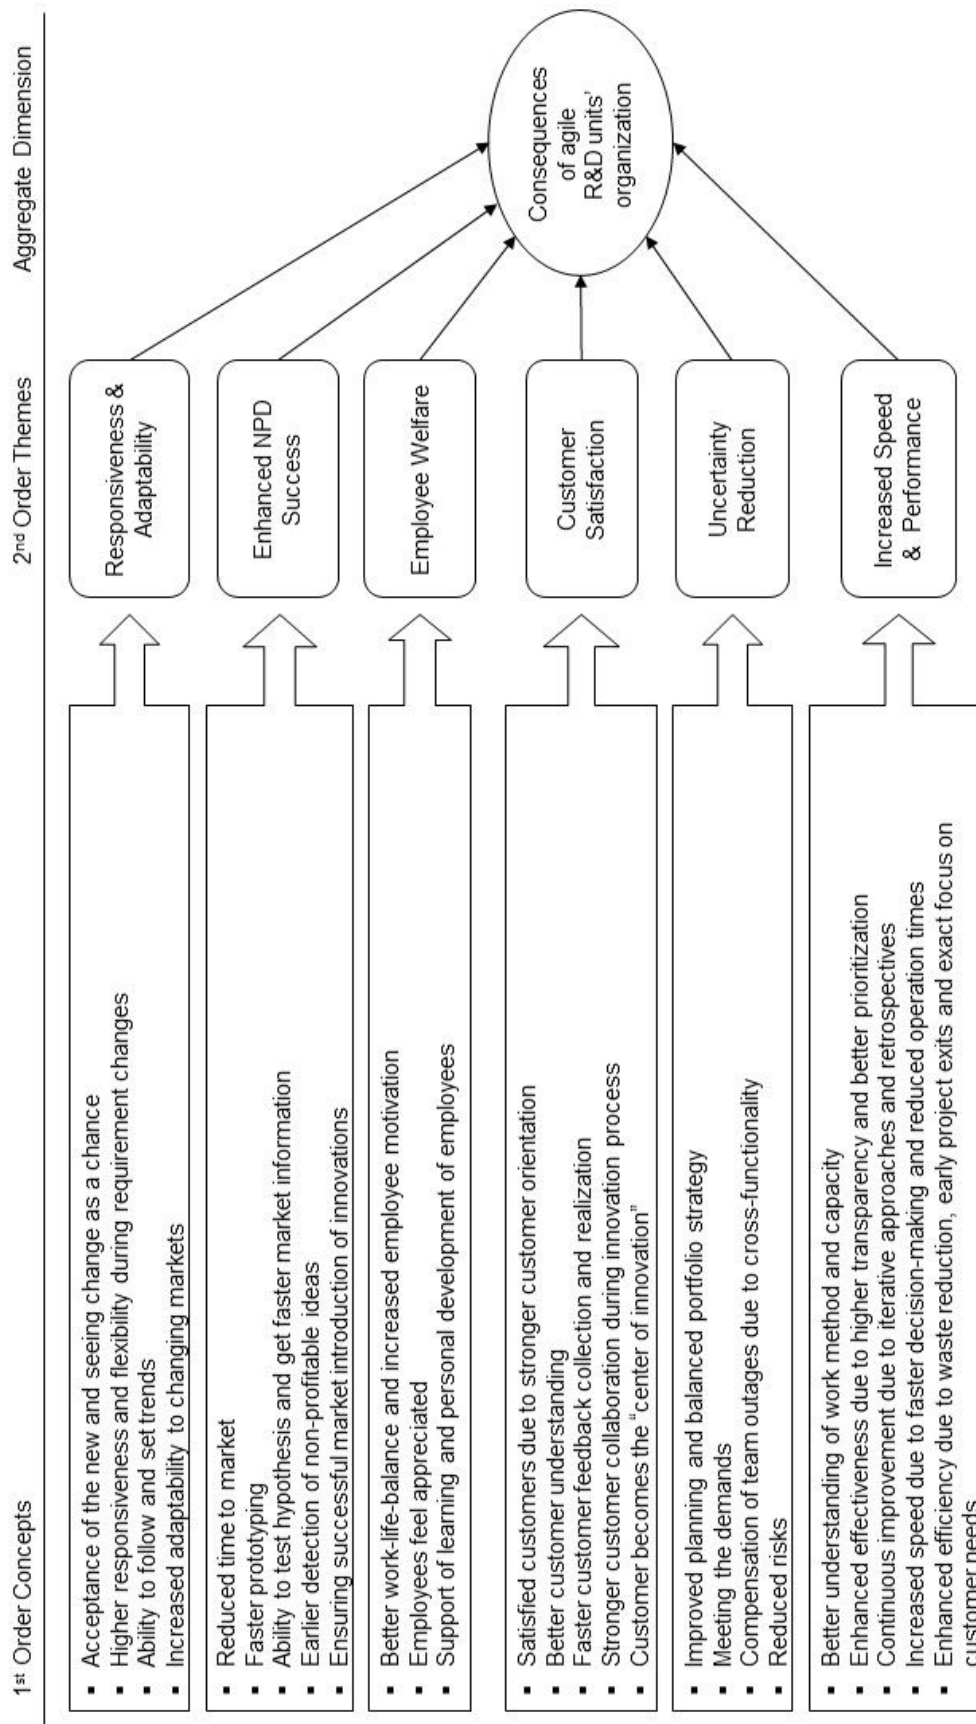 1st Order Concepts
2nd Order Themes
Aggregate Dimension
▪ Acceptance of the new and seeing change as a chance
▪ Higher responsiveness and flexibility during requirement changes
▪ Ability to follow and set trends
▪ Increased adaptability to changing markets
Responsiveness &
Adaptability
▪ Reduced time to market
▪ Faster prototyping
▪ Ability to test hypothesis and get faster market information
▪ Earlier detection of non-profitable ideas
▪ Ensuring successful market introduction of innovations
Enhanced NPD
Success
▪ Better work-life-balance and increased employee motivation
▪ Employees feel appreciated
▪ Support of learning and personal development of employees
Employee Welfare
▪ Satisfied customers due to stronger customer orientation
▪ Better customer understanding
▪ Faster customer feedback collection and realization
▪ Stronger customer collaboration during innovation process
▪ Customer becomes the “center of innovation”
Customer
Satisfaction
▪ Improved planning and balanced portfolio strategy
▪ Meeting the demands
▪ Compensation of team outages due to cross-functionality
▪ Reduced risks
Uncertainty
Reduction
▪ Better understanding of work method and capacity
▪ Enhanced effectiveness due to higher transparency and better prioritization
▪ Continuous improvement due to iterative approaches and retrospectives
▪ Increased speed due to faster decision-making and reduced operation times
▪ Enhanced efficiency due to waste reduction, early project exits and exact focus on
customer needs
Increased Speed
& Performance
Consequences
of agile
R&D units’
organization